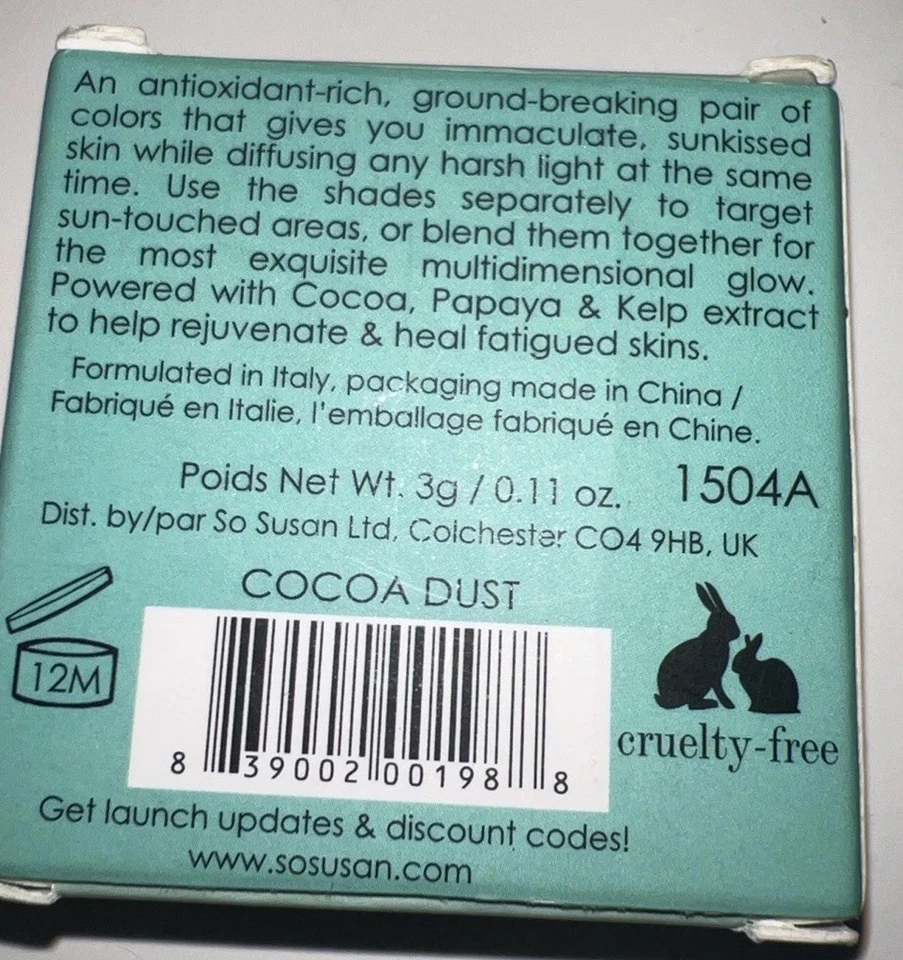 An antioxidant-rich, ground-breaking pair of
colors that gives you immaculate, sunkissed
skin while diffusing any harsh light at the same
time. Use the shades separately to target
sun-touched areas, or blend them together for
the most exquisite multidimensional glow.
Powered with Cocoa, Papaya & Kelp extract
to help rejuvenate & heal fatigued skins.
Formulated in Italy, packaging made in China /
Fabriqué en Italie, l'emballage fabriqué en Chine.
Poids Net Wt. 3g / 0.11 oz. 1504A
Dist. by/par So Susan Ltd, Colchester CO4 9HB, UK
COCOA DUST
12M
8 39002 00198 8
cruelty-free
Get launch updates & discount codes!
www.sosusan.com